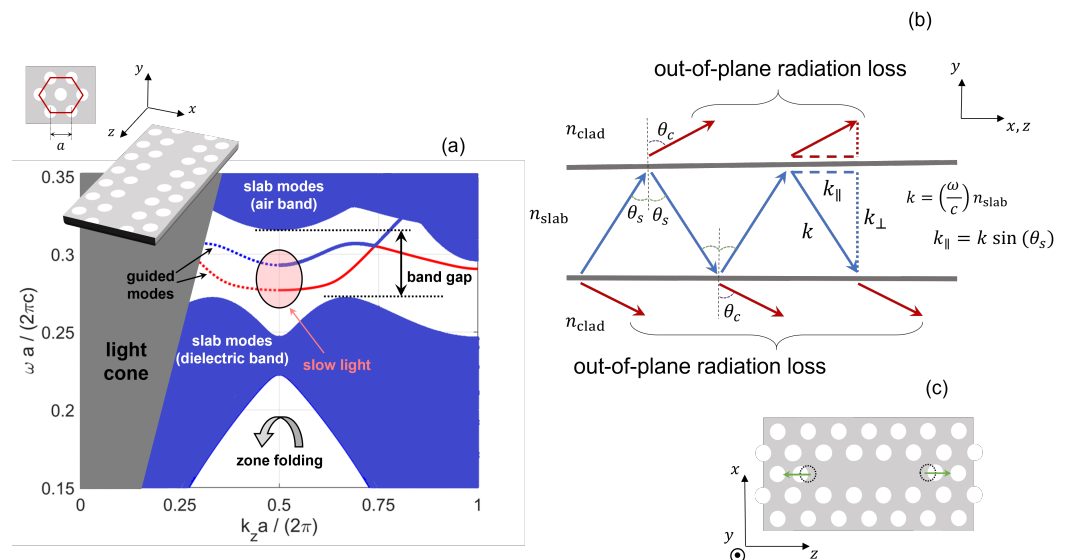 (a)
y
x
z
a
ω a / (2πc)
0.35
0.3
0.25
0.2
0.15
0
0.25
0.5
0.75
1
k_z a / (2π)
slab modes
(air band)
guided
modes
band gap
slab modes
(dielectric band)
slow light
light
cone
zone folding
(b)
out-of-plane radiation loss
y
x, z
n_clad
θ_c
n_slab
θ_s θ_s
k_∥
k
k_⊥
k = (ω/c) n_slab
k_∥ = k sin (θ_s)
n_clad
θ_c
out-of-plane radiation loss
(c)
x
y
z